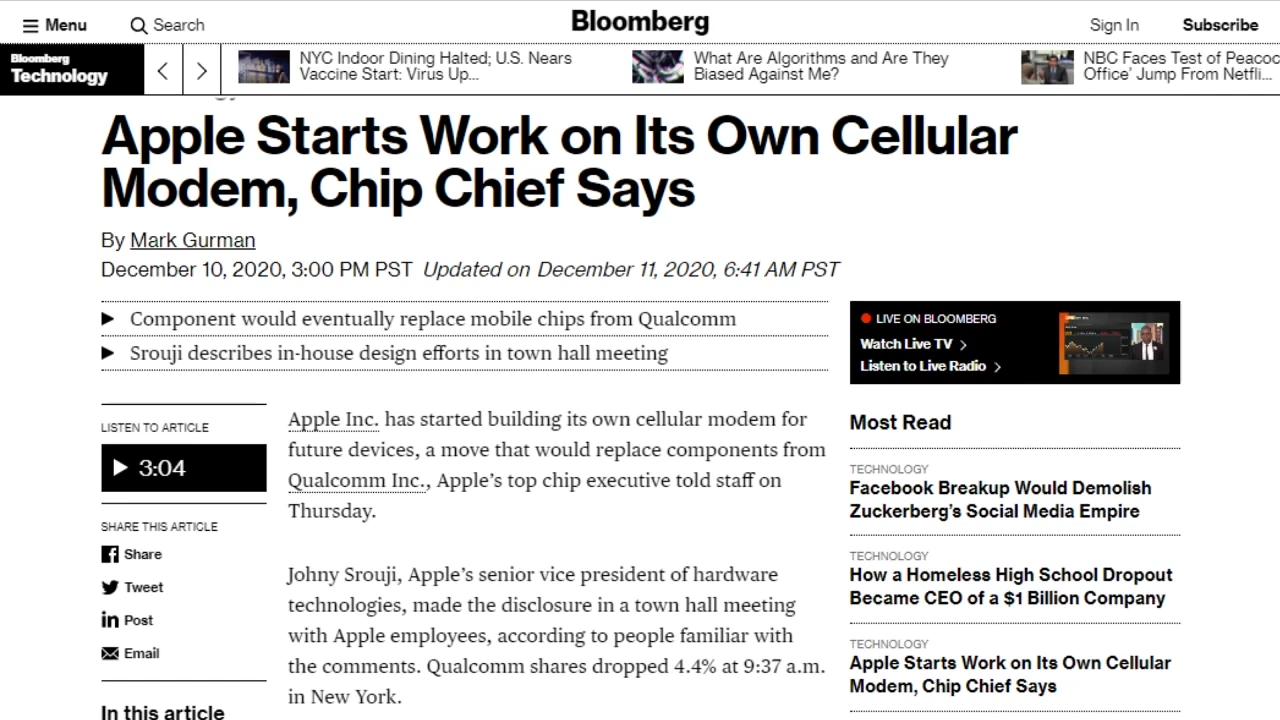 Menu
Search
Bloomberg
Sign In
Subscribe
Bloomberg
Technology
NYC Indoor Dining Halted; U.S. Nears
Vaccine Start: Virus Up...
What Are Algorithms and Are They
Biased Against Me?
NBC Faces Test of Peacoc
Office’ Jump From Netfli...
Apple Starts Work on Its Own Cellular
Modem, Chip Chief Says
By Mark Gurman
December 10, 2020, 3:00 PM PST Updated on December 11, 2020, 6:41 AM PST
Component would eventually replace mobile chips from Qualcomm
Srouji describes in-house design efforts in town hall meeting
LISTEN TO ARTICLE
3:04
SHARE THIS ARTICLE
Share
Tweet
Post
Email
In this article
Apple Inc. has started building its own cellular modem for
future devices, a move that would replace components from
Qualcomm Inc., Apple’s top chip executive told staff on
Thursday.
Johny Srouji, Apple’s senior vice president of hardware
technologies, made the disclosure in a town hall meeting
with Apple employees, according to people familiar with
the comments. Qualcomm shares dropped 4.4% at 9:37 a.m.
in New York.
LIVE ON BLOOMBERG
Watch Live TV
Listen to Live Radio
Most Read
TECHNOLOGY
Facebook Breakup Would Demolish
Zuckerberg’s Social Media Empire
TECHNOLOGY
How a Homeless High School Dropout
Became CEO of a $1 Billion Company
TECHNOLOGY
Apple Starts Work on Its Own Cellular
Modem, Chip Chief Says